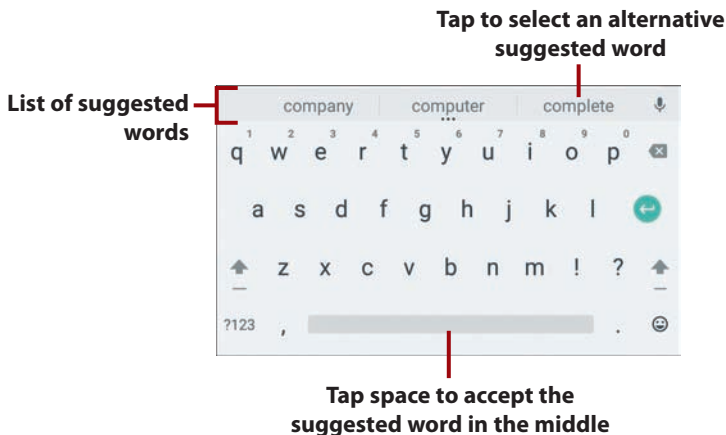 Tap to select an alternative
suggested word
List of suggested
words
company computer complete
1 2 3 4 5 6 7 8 9 0
q w e r t y u i o p
a s d f g h j k l
z x c v b n m ! ?
?123 , .
Tap space to accept the
suggested word in the middle